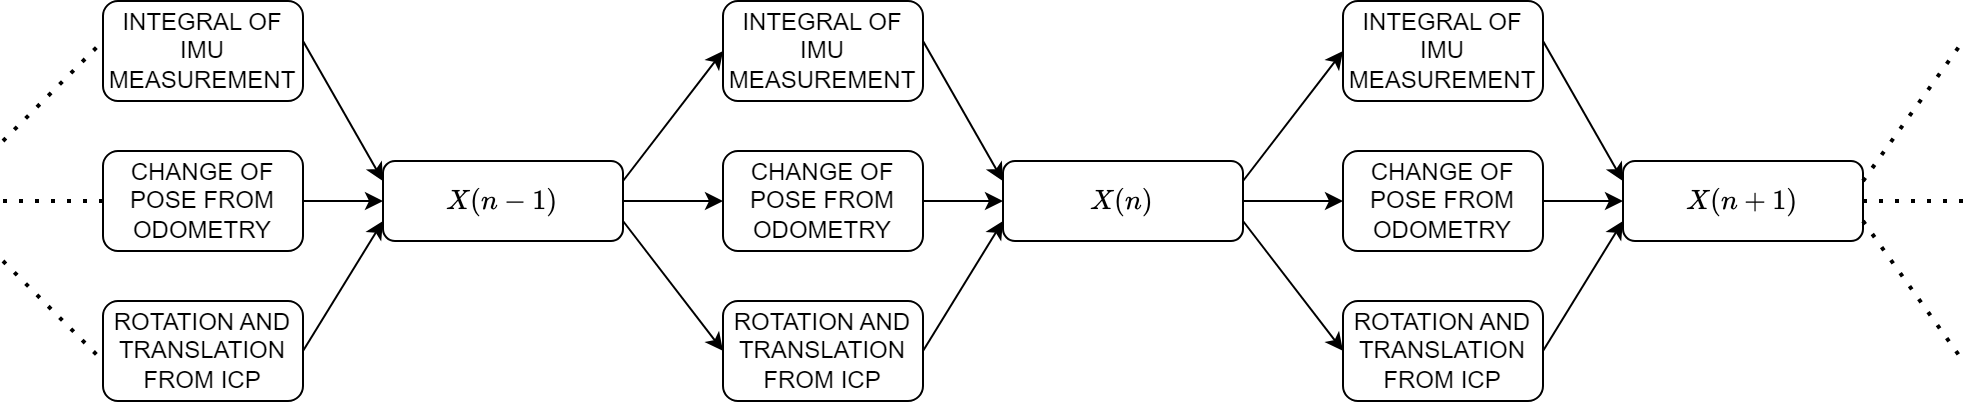 INTEGRAL OF
IMU
MEASUREMENT
CHANGE OF
POSE FROM
ODOMETRY
ROTATION AND
TRANSLATION
FROM ICP
X(n − 1)
INTEGRAL OF
IMU
MEASUREMENT
CHANGE OF
POSE FROM
ODOMETRY
ROTATION AND
TRANSLATION
FROM ICP
X(n)
INTEGRAL OF
IMU
MEASUREMENT
CHANGE OF
POSE FROM
ODOMETRY
ROTATION AND
TRANSLATION
FROM ICP
X(n + 1)